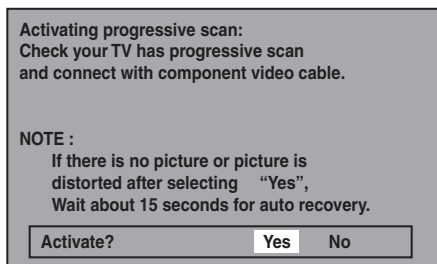 Activating progressive scan:
Check your TV has progressive scan
and connect with component video cable.
NOTE :
If there is no picture or picture is
distorted after selecting “Yes”,
Wait about 15 seconds for auto recovery.
Activate? Yes No